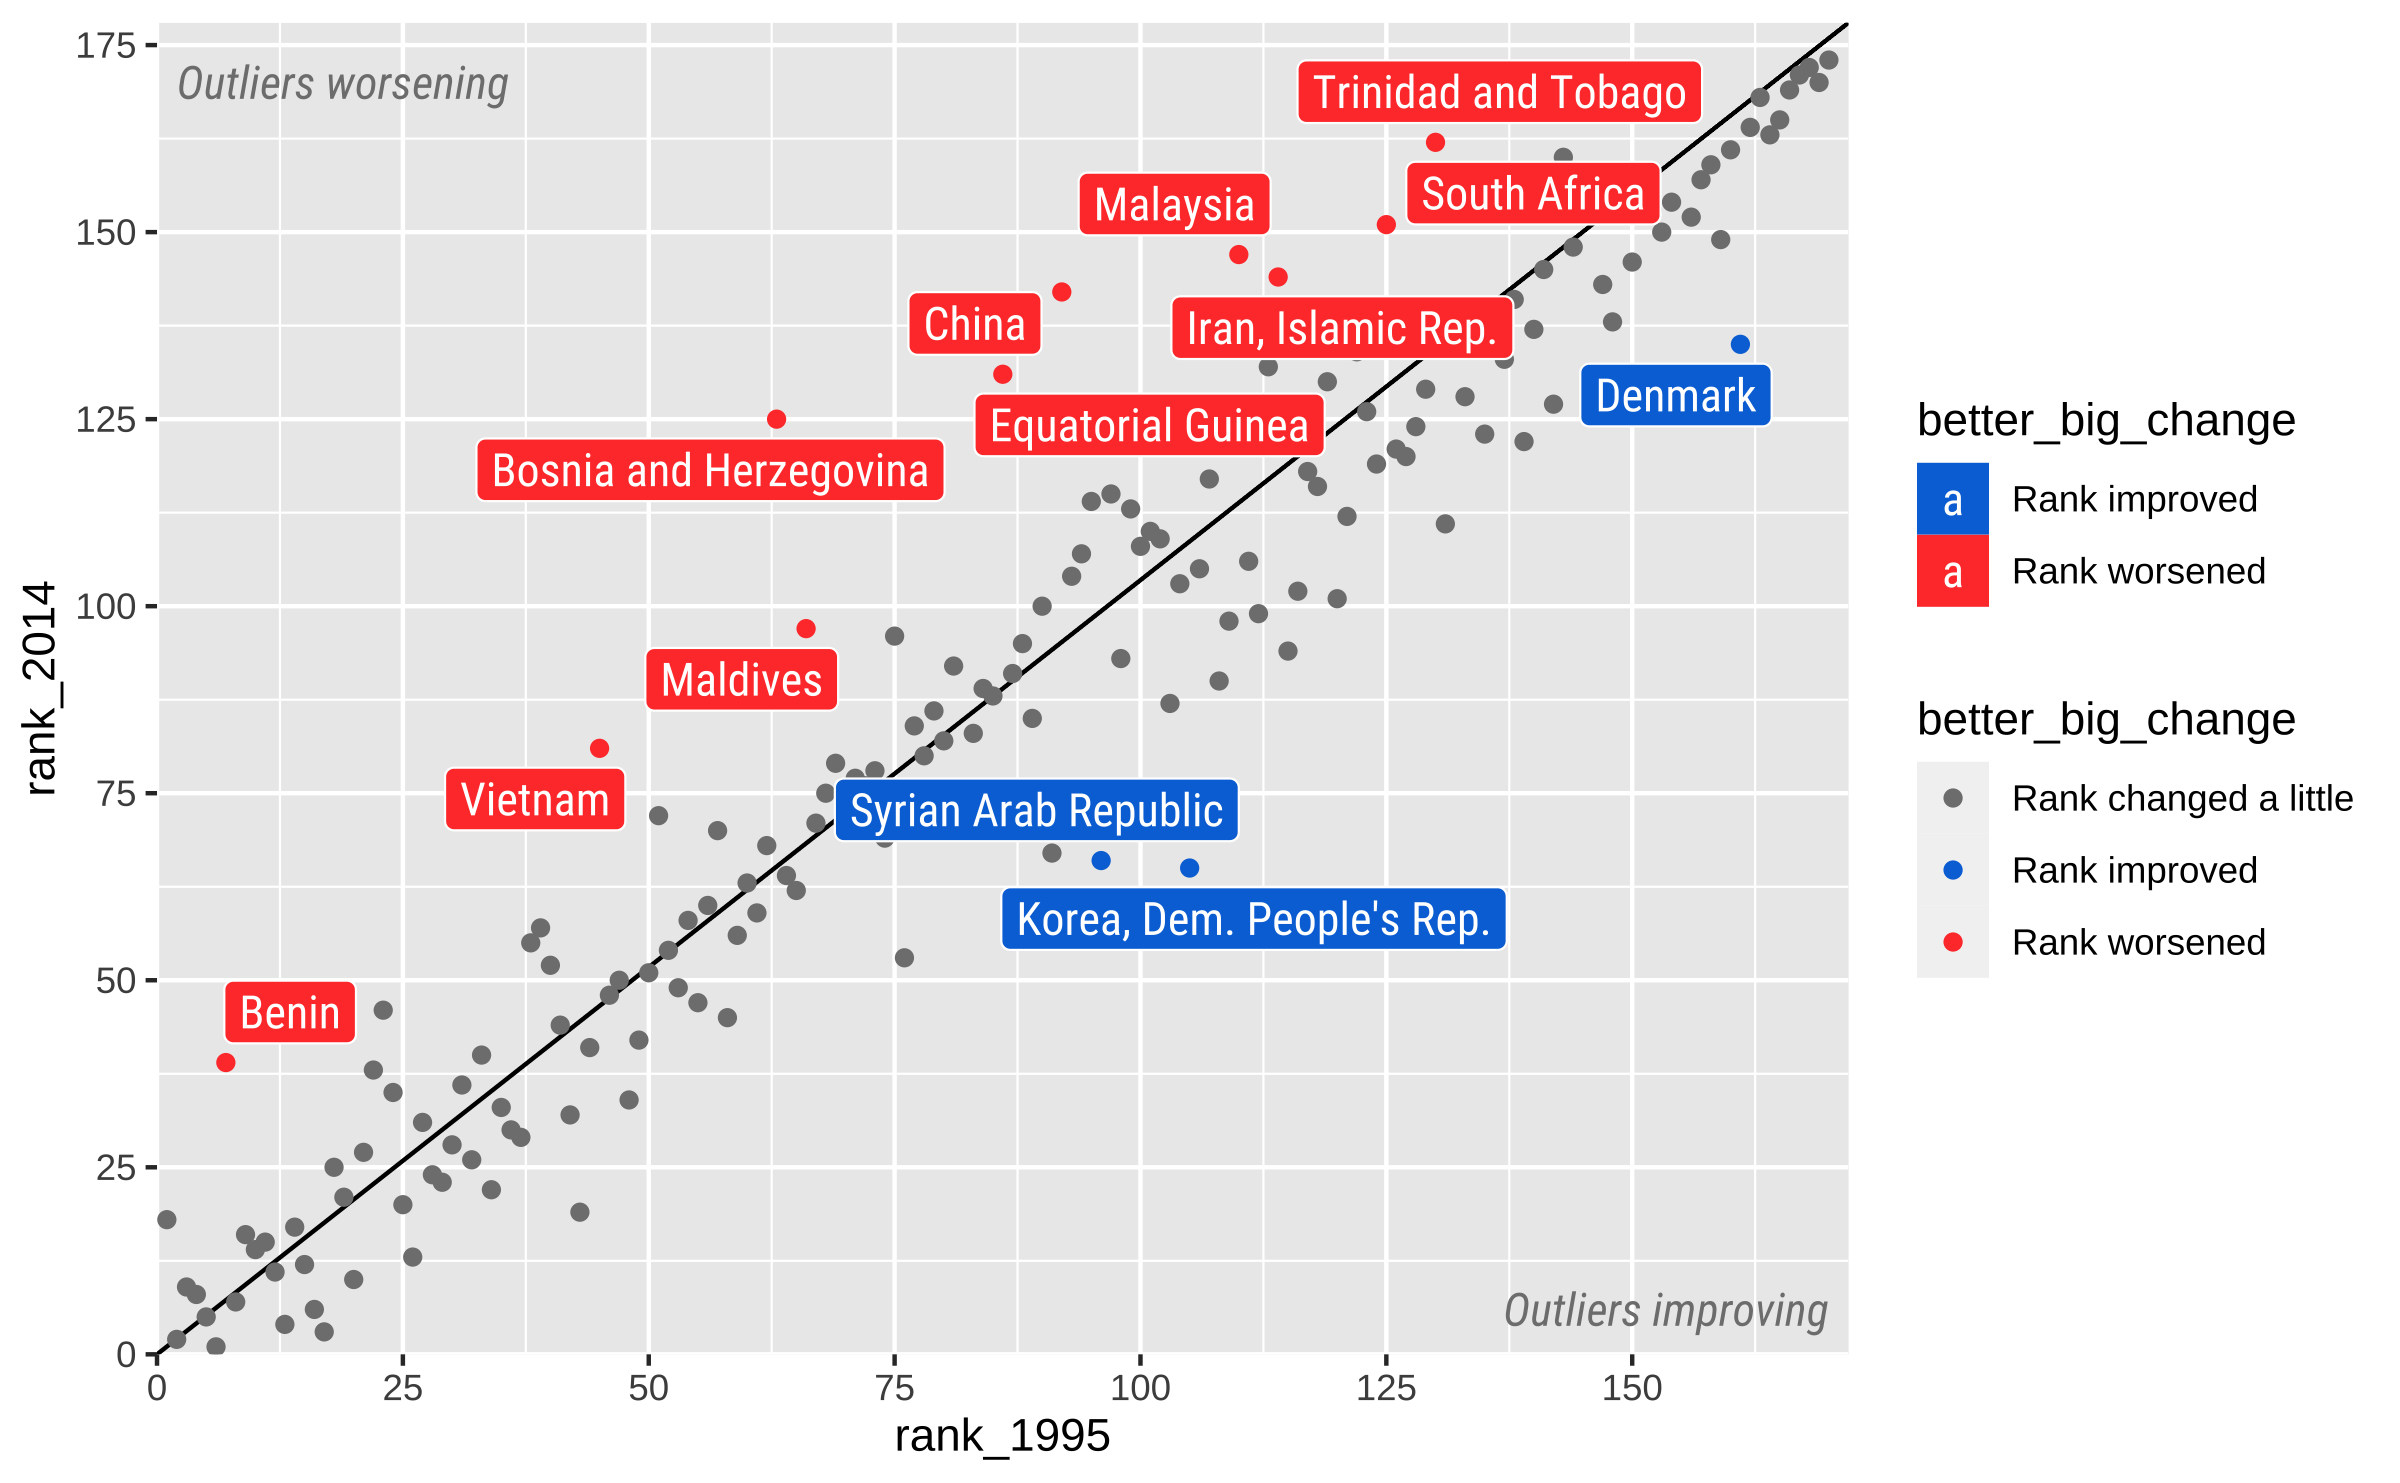 175
Outliers worsening
Trinidad and Tobago
South Africa
Malaysia
150
China
Iran, Islamic Rep.
Denmark
125
Equatorial Guinea
Bosnia and Herzegovina
rank_2014
100
Maldives
75
Vietnam
Syrian Arab Republic
Korea, Dem. People's Rep.
50
Benin
25
Outliers improving
0
0 25 50 75 100 125 150
rank_1995
better_big_change
a Rank improved
a Rank worsened
better_big_change
Rank changed a little
Rank improved
Rank worsened